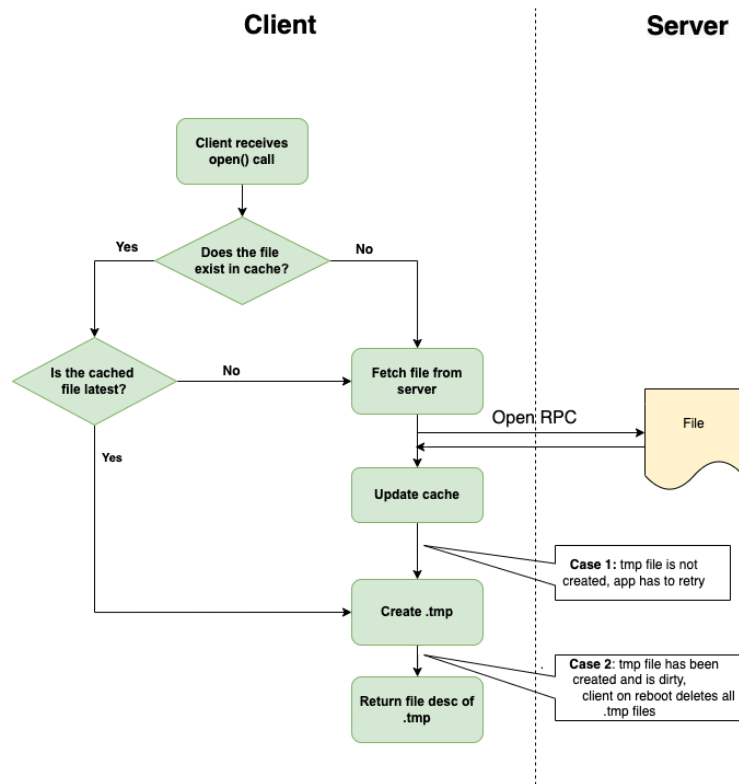 Client
Server
Client receives
open() call
Yes
Does the file
exist in cache?
No
Is the cached
file latest?
No
Fetch file from
server
Open RPC
File
Yes
Update cache
Case 1: tmp file is not
created, app has to retry
Create .tmp
Case 2: tmp file has been
created and is dirty,
client on reboot deletes all
.tmp files
Return file desc of
.tmp